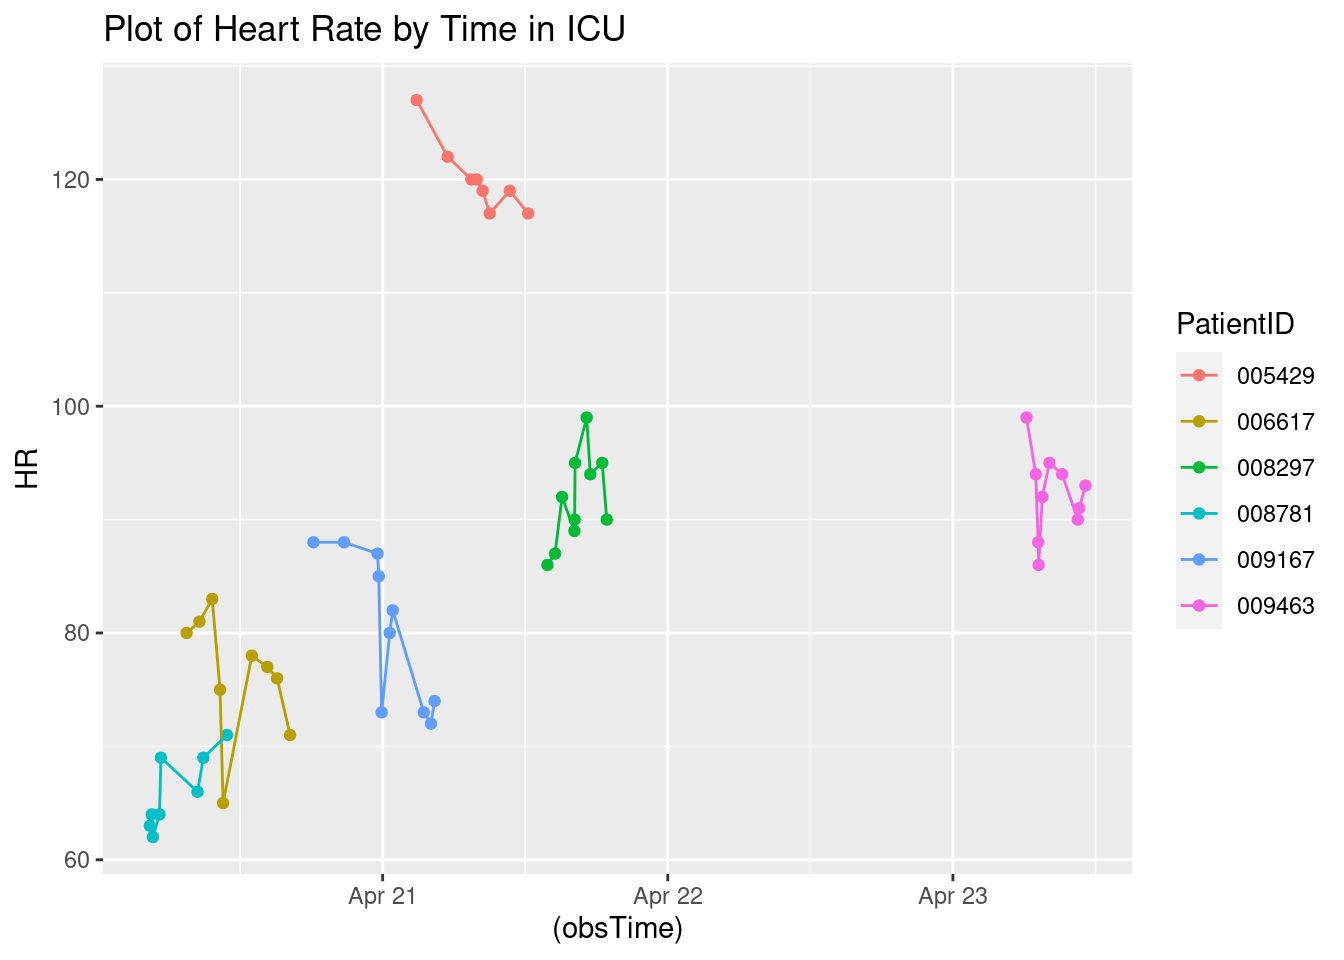 Plot of Heart Rate by Time in ICU
HR
120
100
80
60
Apr 21
Apr 22
Apr 23
(obsTime)
PatientID
005429
006617
008297
008781
009167
009463